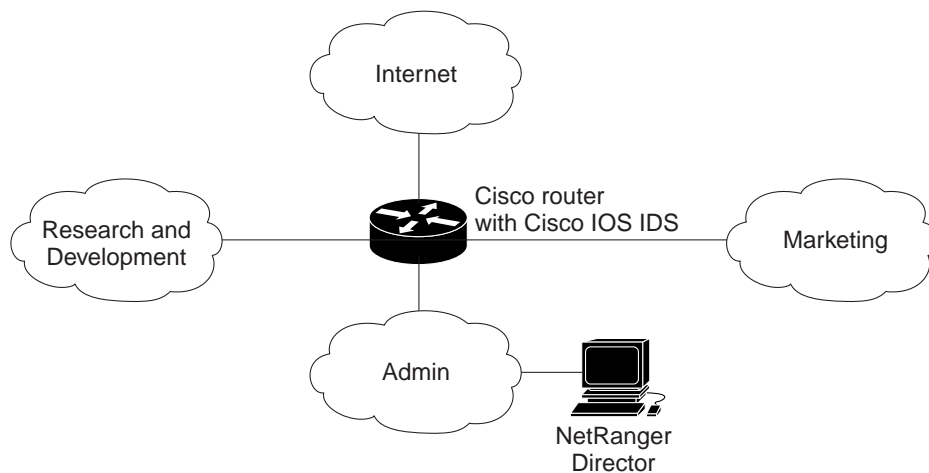 Internet
Cisco router
with Cisco IOS IDS
Research and
Development
Marketing
Admin
NetRanger
Director